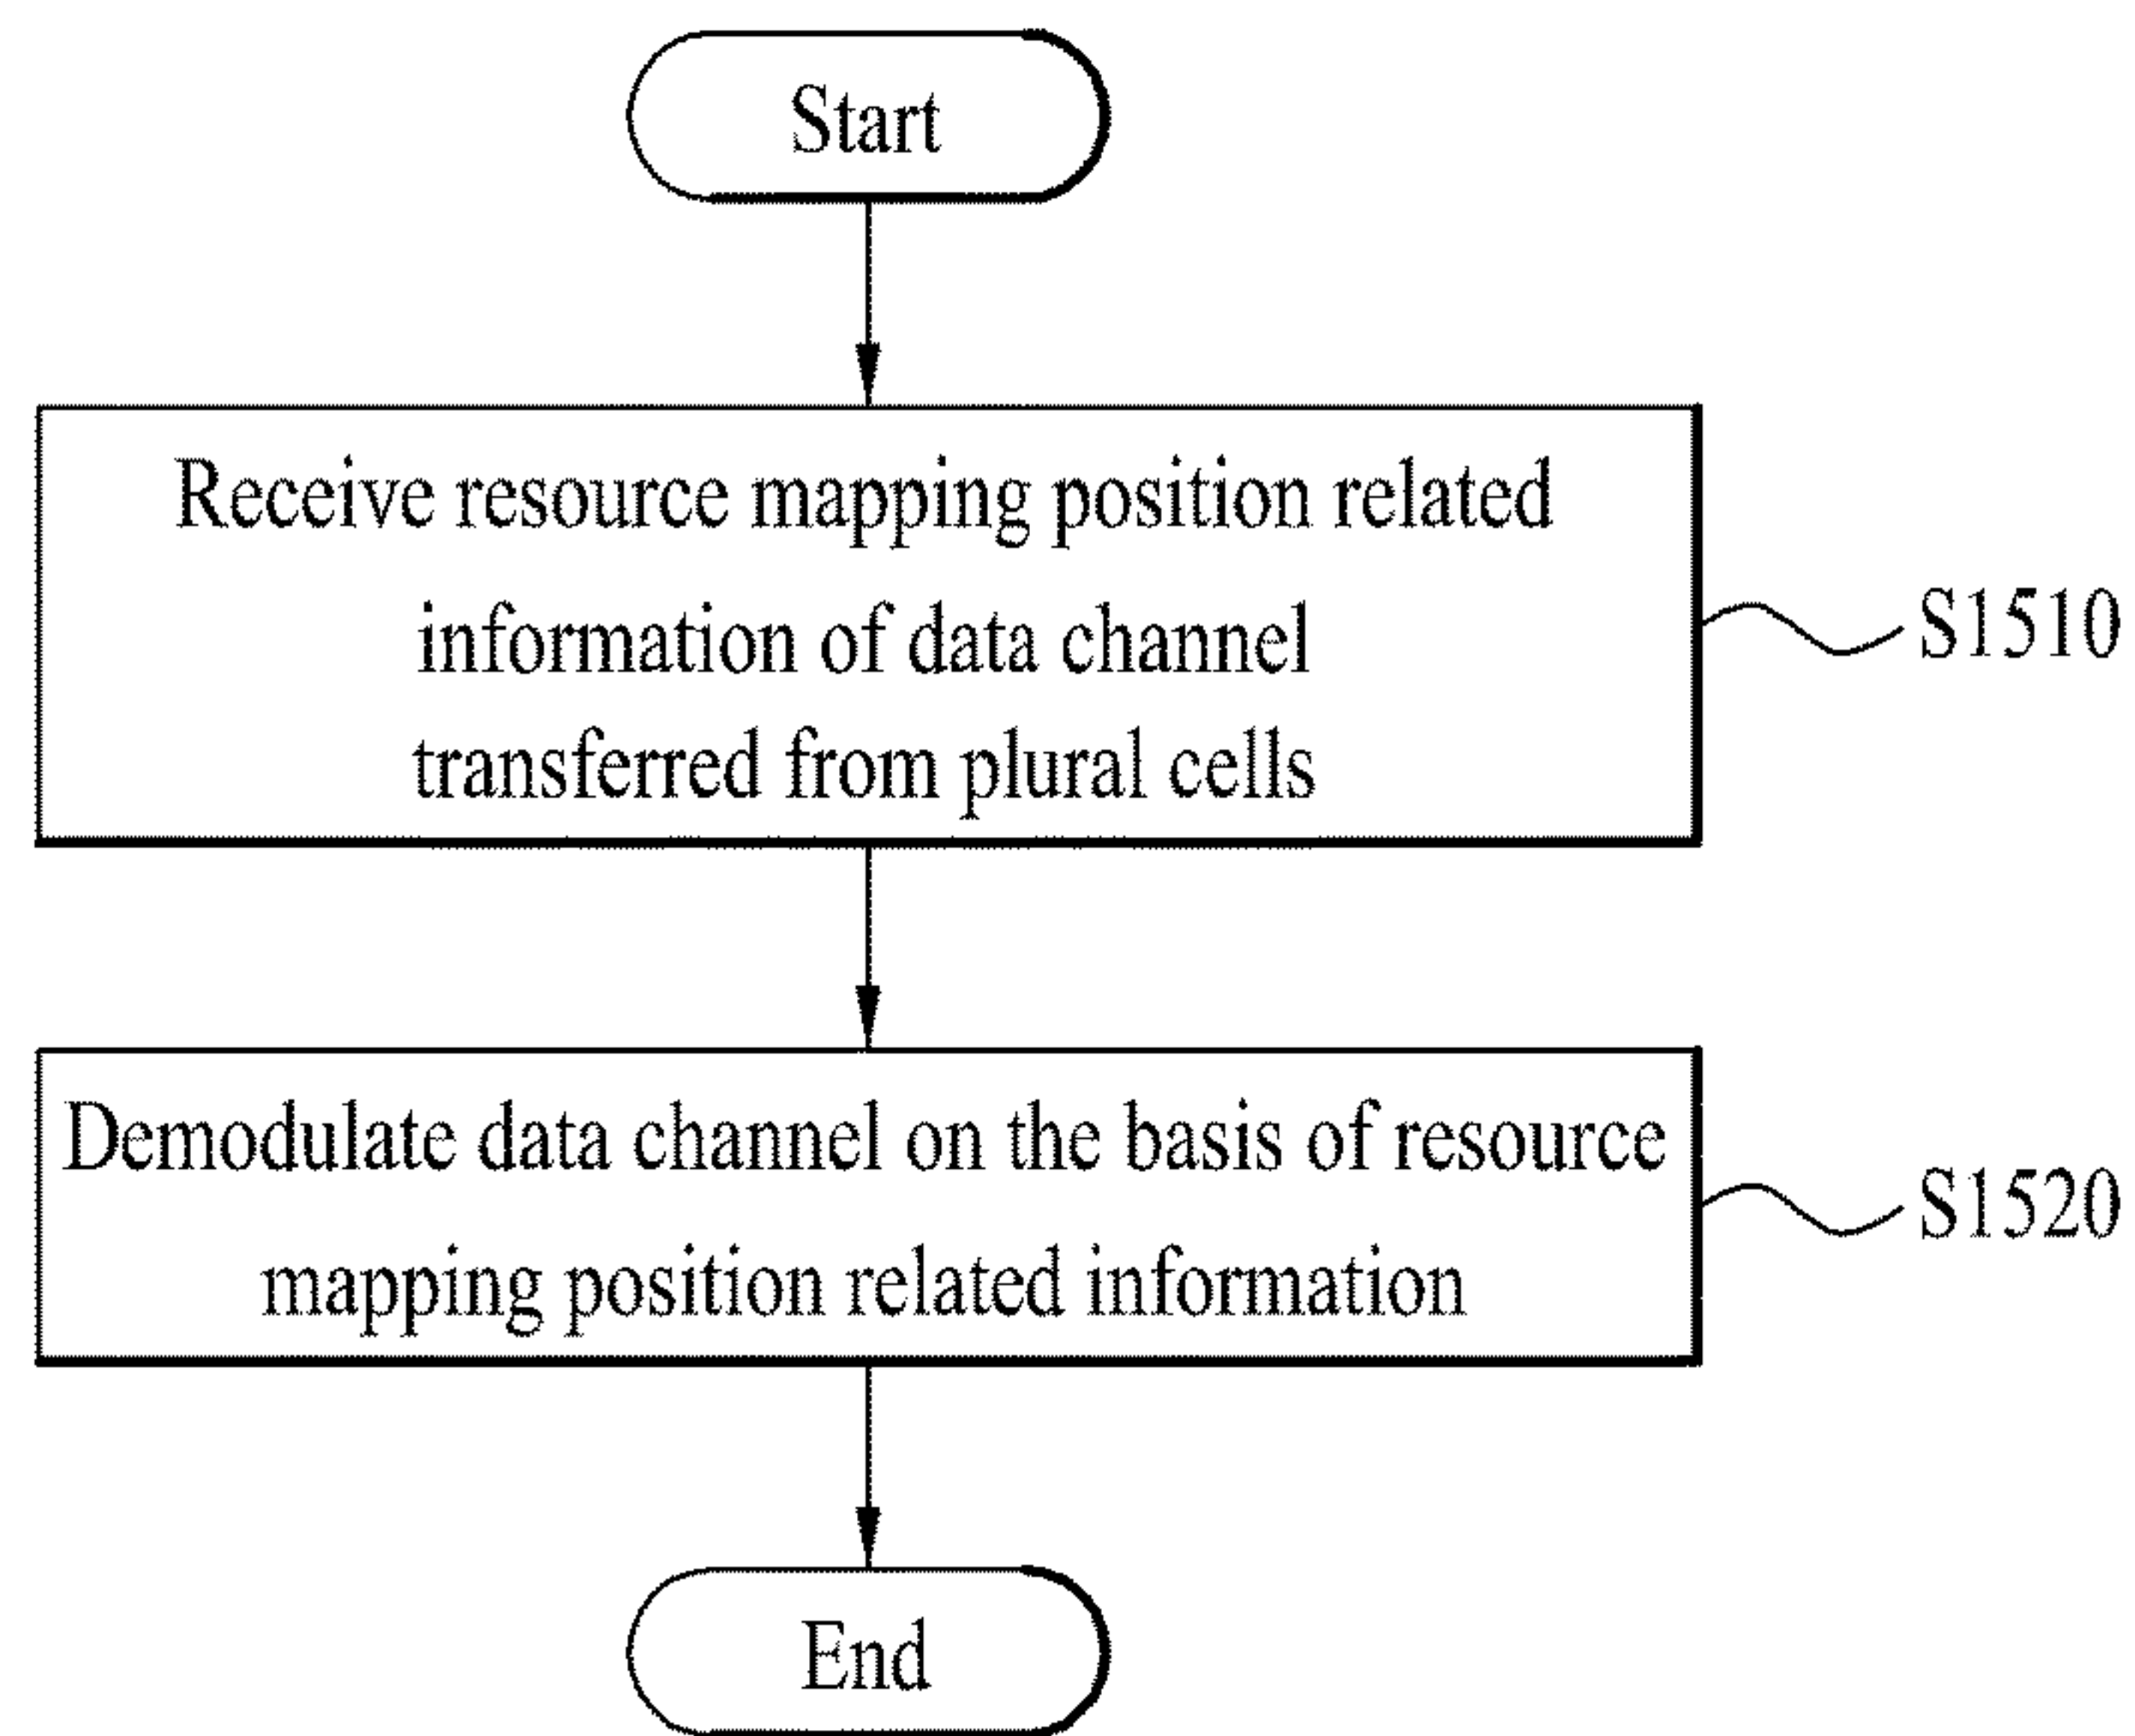 Start
Receive resource mapping position related
information of data channel
transferred from plural cells
S1510
Demodulate data channel on the basis of resource
mapping position related information
S1520
End